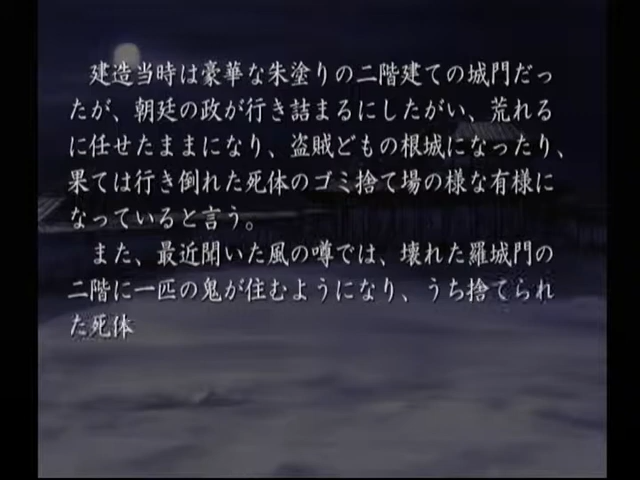 建造当時は豪華な朱塗りの二階建ての城門だっ
たが、朝廷の政が行き詰まるにしたがい、荒れる
に任せたままになり、盗賊どもの根城になったり、
果ては行き倒れた死体のゴミ捨て場の様な有様に
なっていると言う。
　また、最近聞いた風の噂では、壊れた羅城門の
二階に一匹の鬼が住むようになり、うち捨てられ
た死体